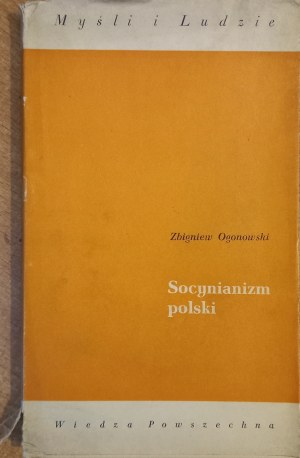 Myśli i Ludzie
Zbigniew Ogonowski
Socynianizm
polski
Wiedza Powszechna